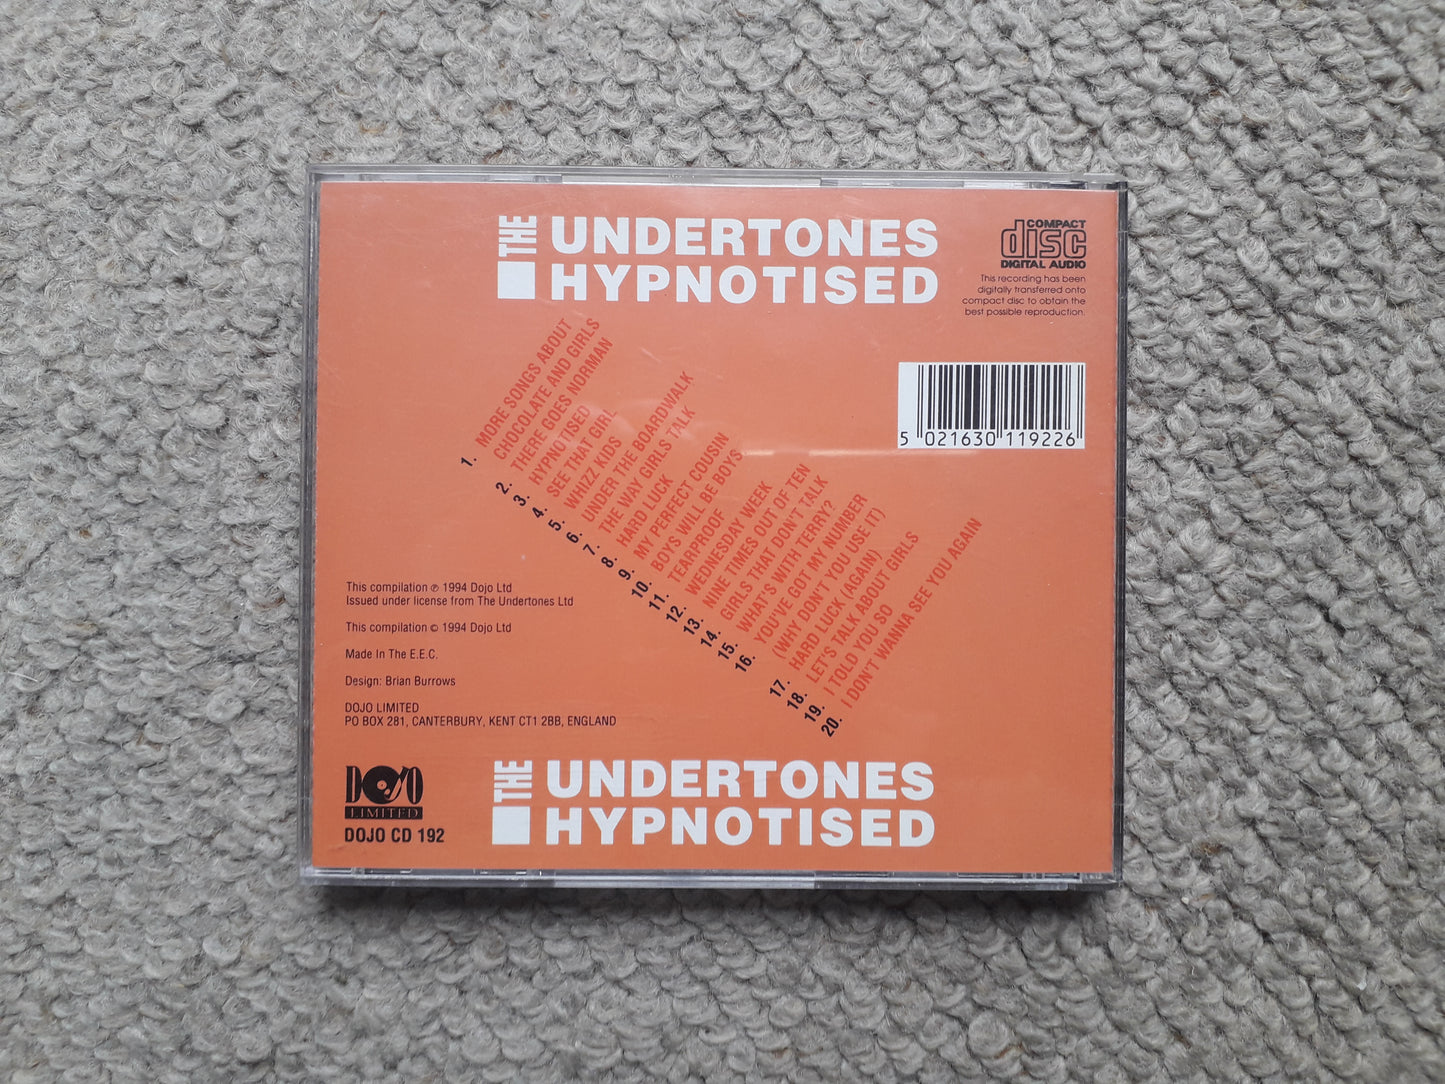 THE UNDERTONES
HYPNOTISED
COMPACT
disc
DIGITAL AUDIO
This recording has been
digitally transferred onto
compact disc to obtain the
best possible reproduction.
5 021630 119226
1. MORE SONGS ABOUT
CHOCOLATE AND GIRLS
2. THERE GOES NORMAN
3. HYPNOTISED
4. SEE THAT GIRL
5. WHIZZ KIDS
6. UNDER THE BOARDWALK
7. THE WAY GIRLS TALK
8. HARD LUCK
9. MY PERFECT COUSIN
10. BOYS WILL BE BOYS
11. TEARPROOF
12. WEDNESDAY WEEK
13. NINE TIMES OUT OF TEN
14. GIRLS THAT DON'T TALK
15. WHAT'S WITH TERRY?
16. YOU'VE GOT MY NUMBER
(WHY DON'T YOU USE IT)
17. HARD LUCK (AGAIN)
18. LET'S TALK ABOUT GIRLS
19. I TOLD YOU SO
20. I DON'T WANNA SEE YOU AGAIN
This compilation ℗ 1994 Dojo Ltd
Issued under license from The Undertones Ltd
This compilation © 1994 Dojo Ltd
Made In The E.E.C.
Design: Brian Burrows
DOJO LIMITED
PO BOX 281, CANTERBURY, KENT CT1 2BB, ENGLAND
DOJO
LIMITED
DOJO CD 192
THE UNDERTONES
HYPNOTISED